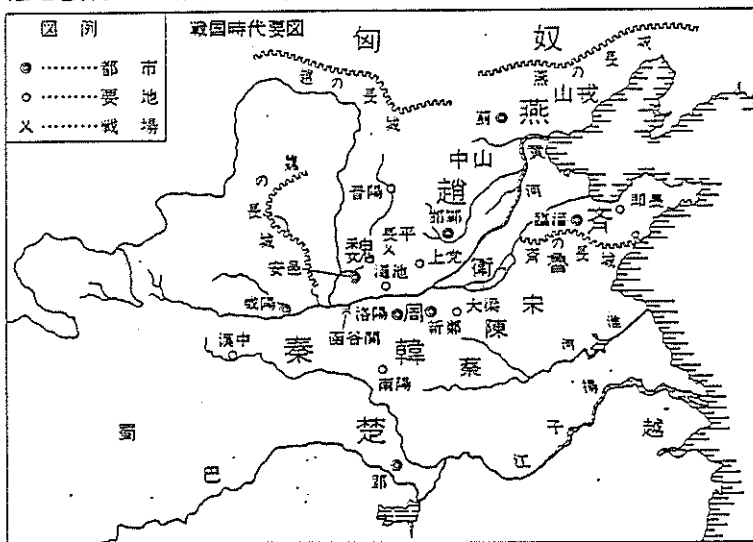 図例
都市
要地
戦場
戦国時代要図
匈奴
趙の長城
燕の長城
山戎
燕
薊
中山
黄河
趙
晋陽
邯鄲
臨淄
斉
即墨
斉の長城
魯
魏
長平
上党
衛
安邑
澠池
咸陽
函谷関
洛陽
周
新鄭
大梁
宋
陳
漢中
秦
韓
蔡
淮河
南陽
楚
揚子江
越
蜀
巴
郢
の長城